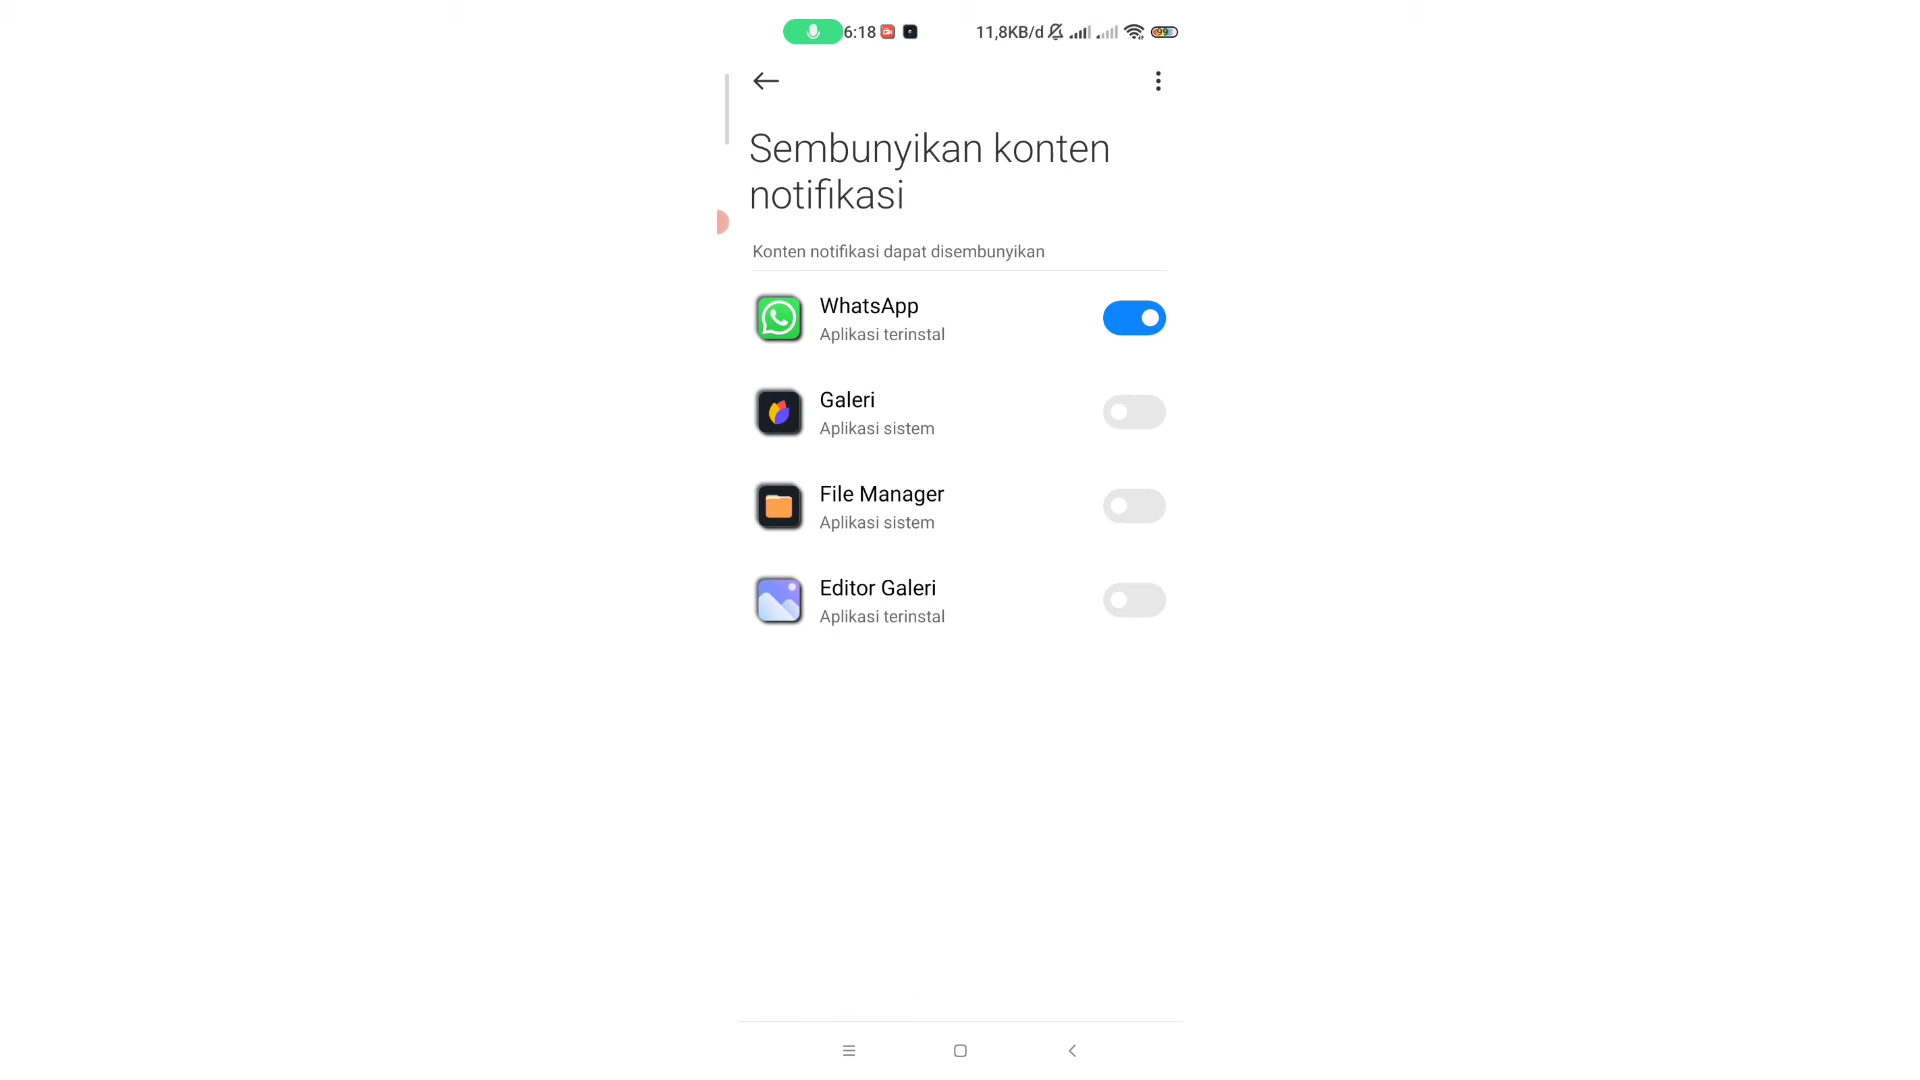 6:18 11,8KB/d 99
Sembunyikan konten
notifikasi
Konten notifikasi dapat disembunyikan
WhatsApp
Aplikasi terinstal
Galeri
Aplikasi sistem
File Manager
Aplikasi sistem
Editor Galeri
Aplikasi terinstal